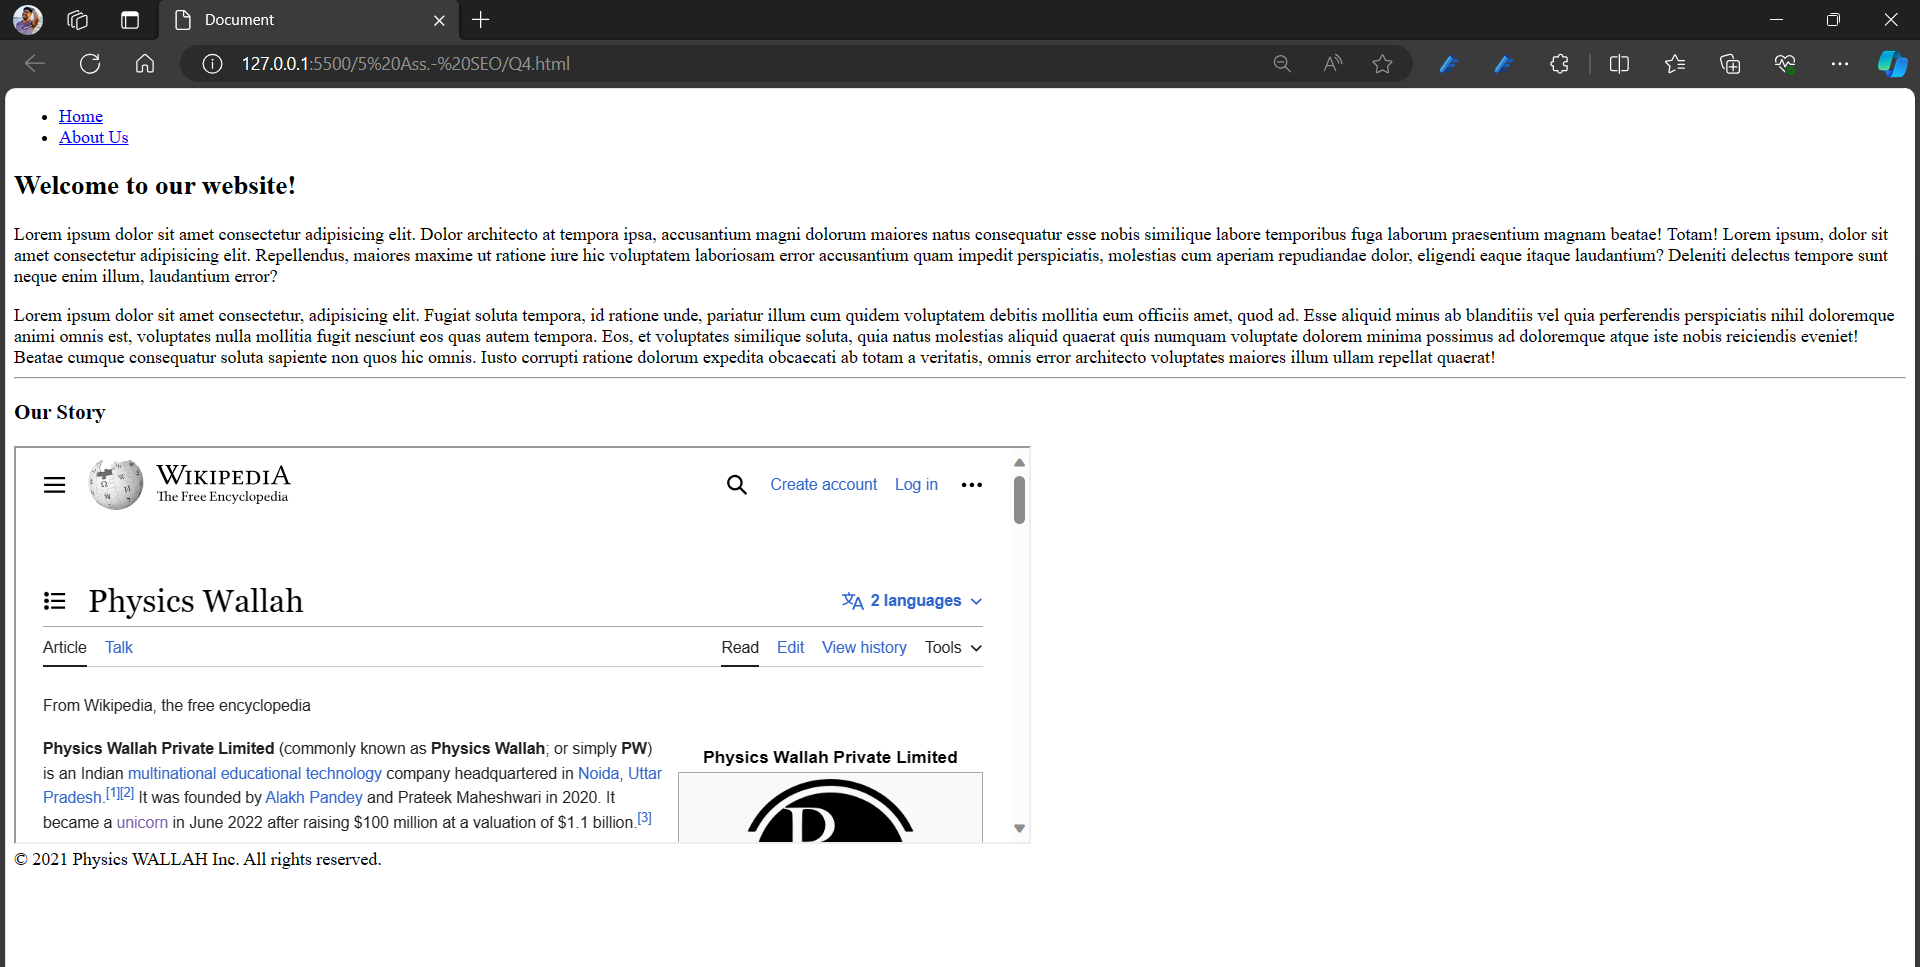 Document
127.0.0.1:5500/5%20Ass.-%20SEO/Q4.html
Home
About Us
Welcome to our website!
Lorem ipsum dolor sit amet consectetur adipisicing elit. Dolor architecto at tempora ipsa, accusantium magni dolorum maiores natus consequatur esse nobis similique labore temporibus fuga laborum praesentium magnam beatae! Totam! Lorem ipsum, dolor sit
amet consectetur adipisicing elit. Repellendus, maiores maxime ut ratione iure hic voluptatem laboriosam error accusantium quam impedit perspiciatis, molestias cum aperiam repudiandae dolor, eligendi eaque itaque laudantium? Deleniti delectus tempore sunt
neque enim illum, laudantium error?
Lorem ipsum dolor sit amet consectetur, adipisicing elit. Fugiat soluta tempora, id ratione unde, pariatur illum cum quidem voluptatem debitis mollitia eum officiis amet, quod ad. Esse aliquid minus ab blanditiis vel quia perferendis perspiciatis nihil doloremque
animi omnis est, voluptates nulla mollitia fugit nesciunt eos quas autem tempora. Eos, et voluptates similique soluta, quia natus molestias aliquid quaerat quis numquam voluptate dolorem minima possimus ad doloremque atque iste nobis reiciendis eveniet!
Beatae cumque consequatur soluta sapiente non quos hic omnis. Iusto corrupti ratione dolorum expedita obcaecati ab totam a veritatis, omnis error architecto voluptates maiores illum ullam repellat quaerat!
Our Story
WIKIPEDIA
The Free Encyclopedia
Create account Log in
Physics Wallah
2 languages
Article Talk Read Edit View history Tools
From Wikipedia, the free encyclopedia
Physics Wallah Private Limited (commonly known as Physics Wallah; or simply PW)
is an Indian multinational educational technology company headquartered in Noida, Uttar
Pradesh.[1][2] It was founded by Alakh Pandey and Prateek Maheshwari in 2020. It
became a unicorn in June 2022 after raising $100 million at a valuation of $1.1 billion.[3]
Physics Wallah Private Limited
© 2021 Physics WALLAH Inc. All rights reserved.